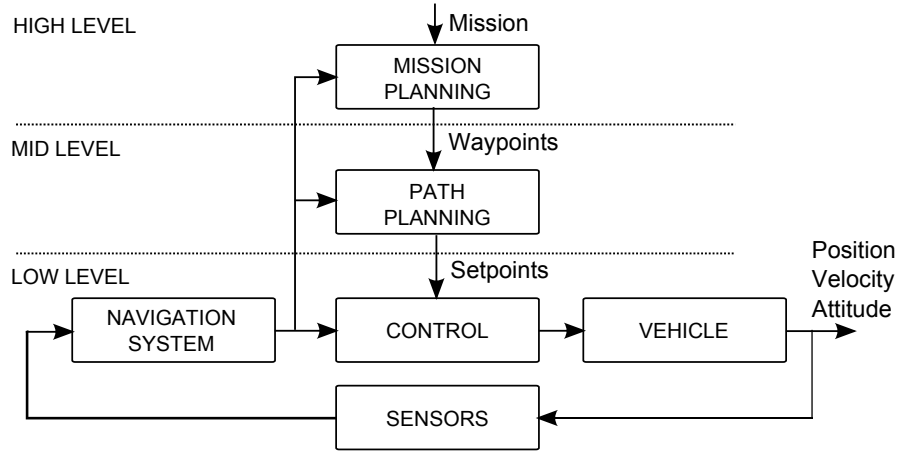 HIGH LEVEL
Mission
MISSION
PLANNING
MID LEVEL
Waypoints
PATH
PLANNING
LOW LEVEL
Setpoints
Position
Velocity
Attitude
NAVIGATION
SYSTEM
CONTROL
VEHICLE
SENSORS